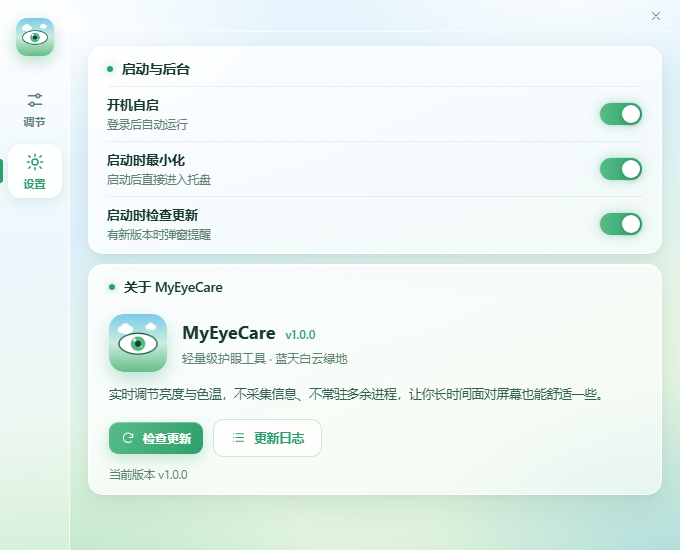 调节
设置
启动与后台
开机自启
登录后自动运行
启动时最小化
启动后直接进入托盘
启动时检查更新
有新版本时弹窗提醒
关于 MyEyeCare
MyEyeCare v1.0.0
轻量级护眼工具 · 蓝天白云绿地
实时调节亮度与色温，不采集信息、不常驻多余进程，让你长时间面对屏幕也能舒适一些。
检查更新
更新日志
当前版本 v1.0.0